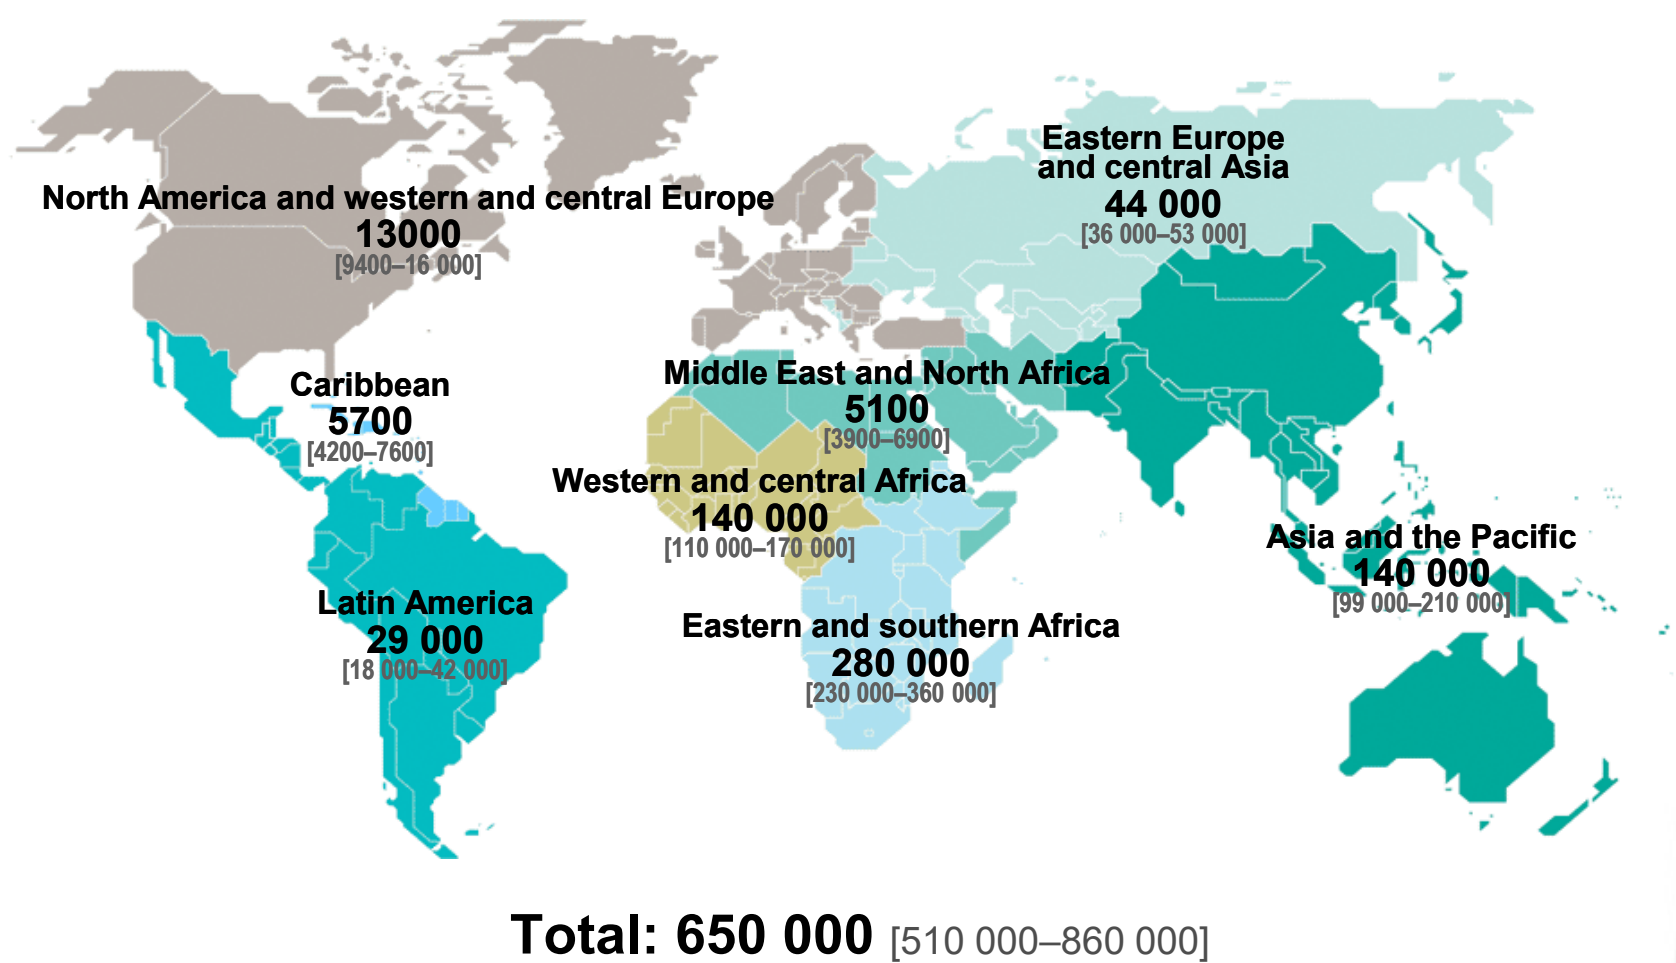 Eastern Europe
and central Asia
44 000
[36 000–53 000]
North America and western and central Europe
13000
[9400–16 000]
Middle East and North Africa
5100
[3900–6900]
Caribbean
5700
[4200–7600]
Western and central Africa
140 000
[110 000–170 000]
Asia and the Pacific
140 000
[99 000–210 000]
Latin America
29 000
[18 000–42 000]
Eastern and southern Africa
280 000
[230 000–360 000]
Total: 650 000 [510 000–860 000]